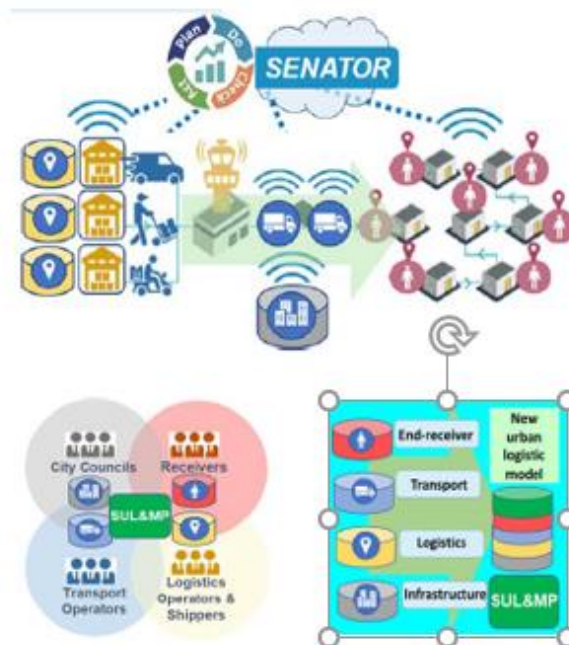 Plan
Do
Check
Act
SENATOR
City Councils
Receivers
SUL&MP
Transport
Operators
Logistics
Operators &
Shippers
End-receiver
Transport
Logistics
Infrastructure
New
urban
logistic
model
SUL&MP